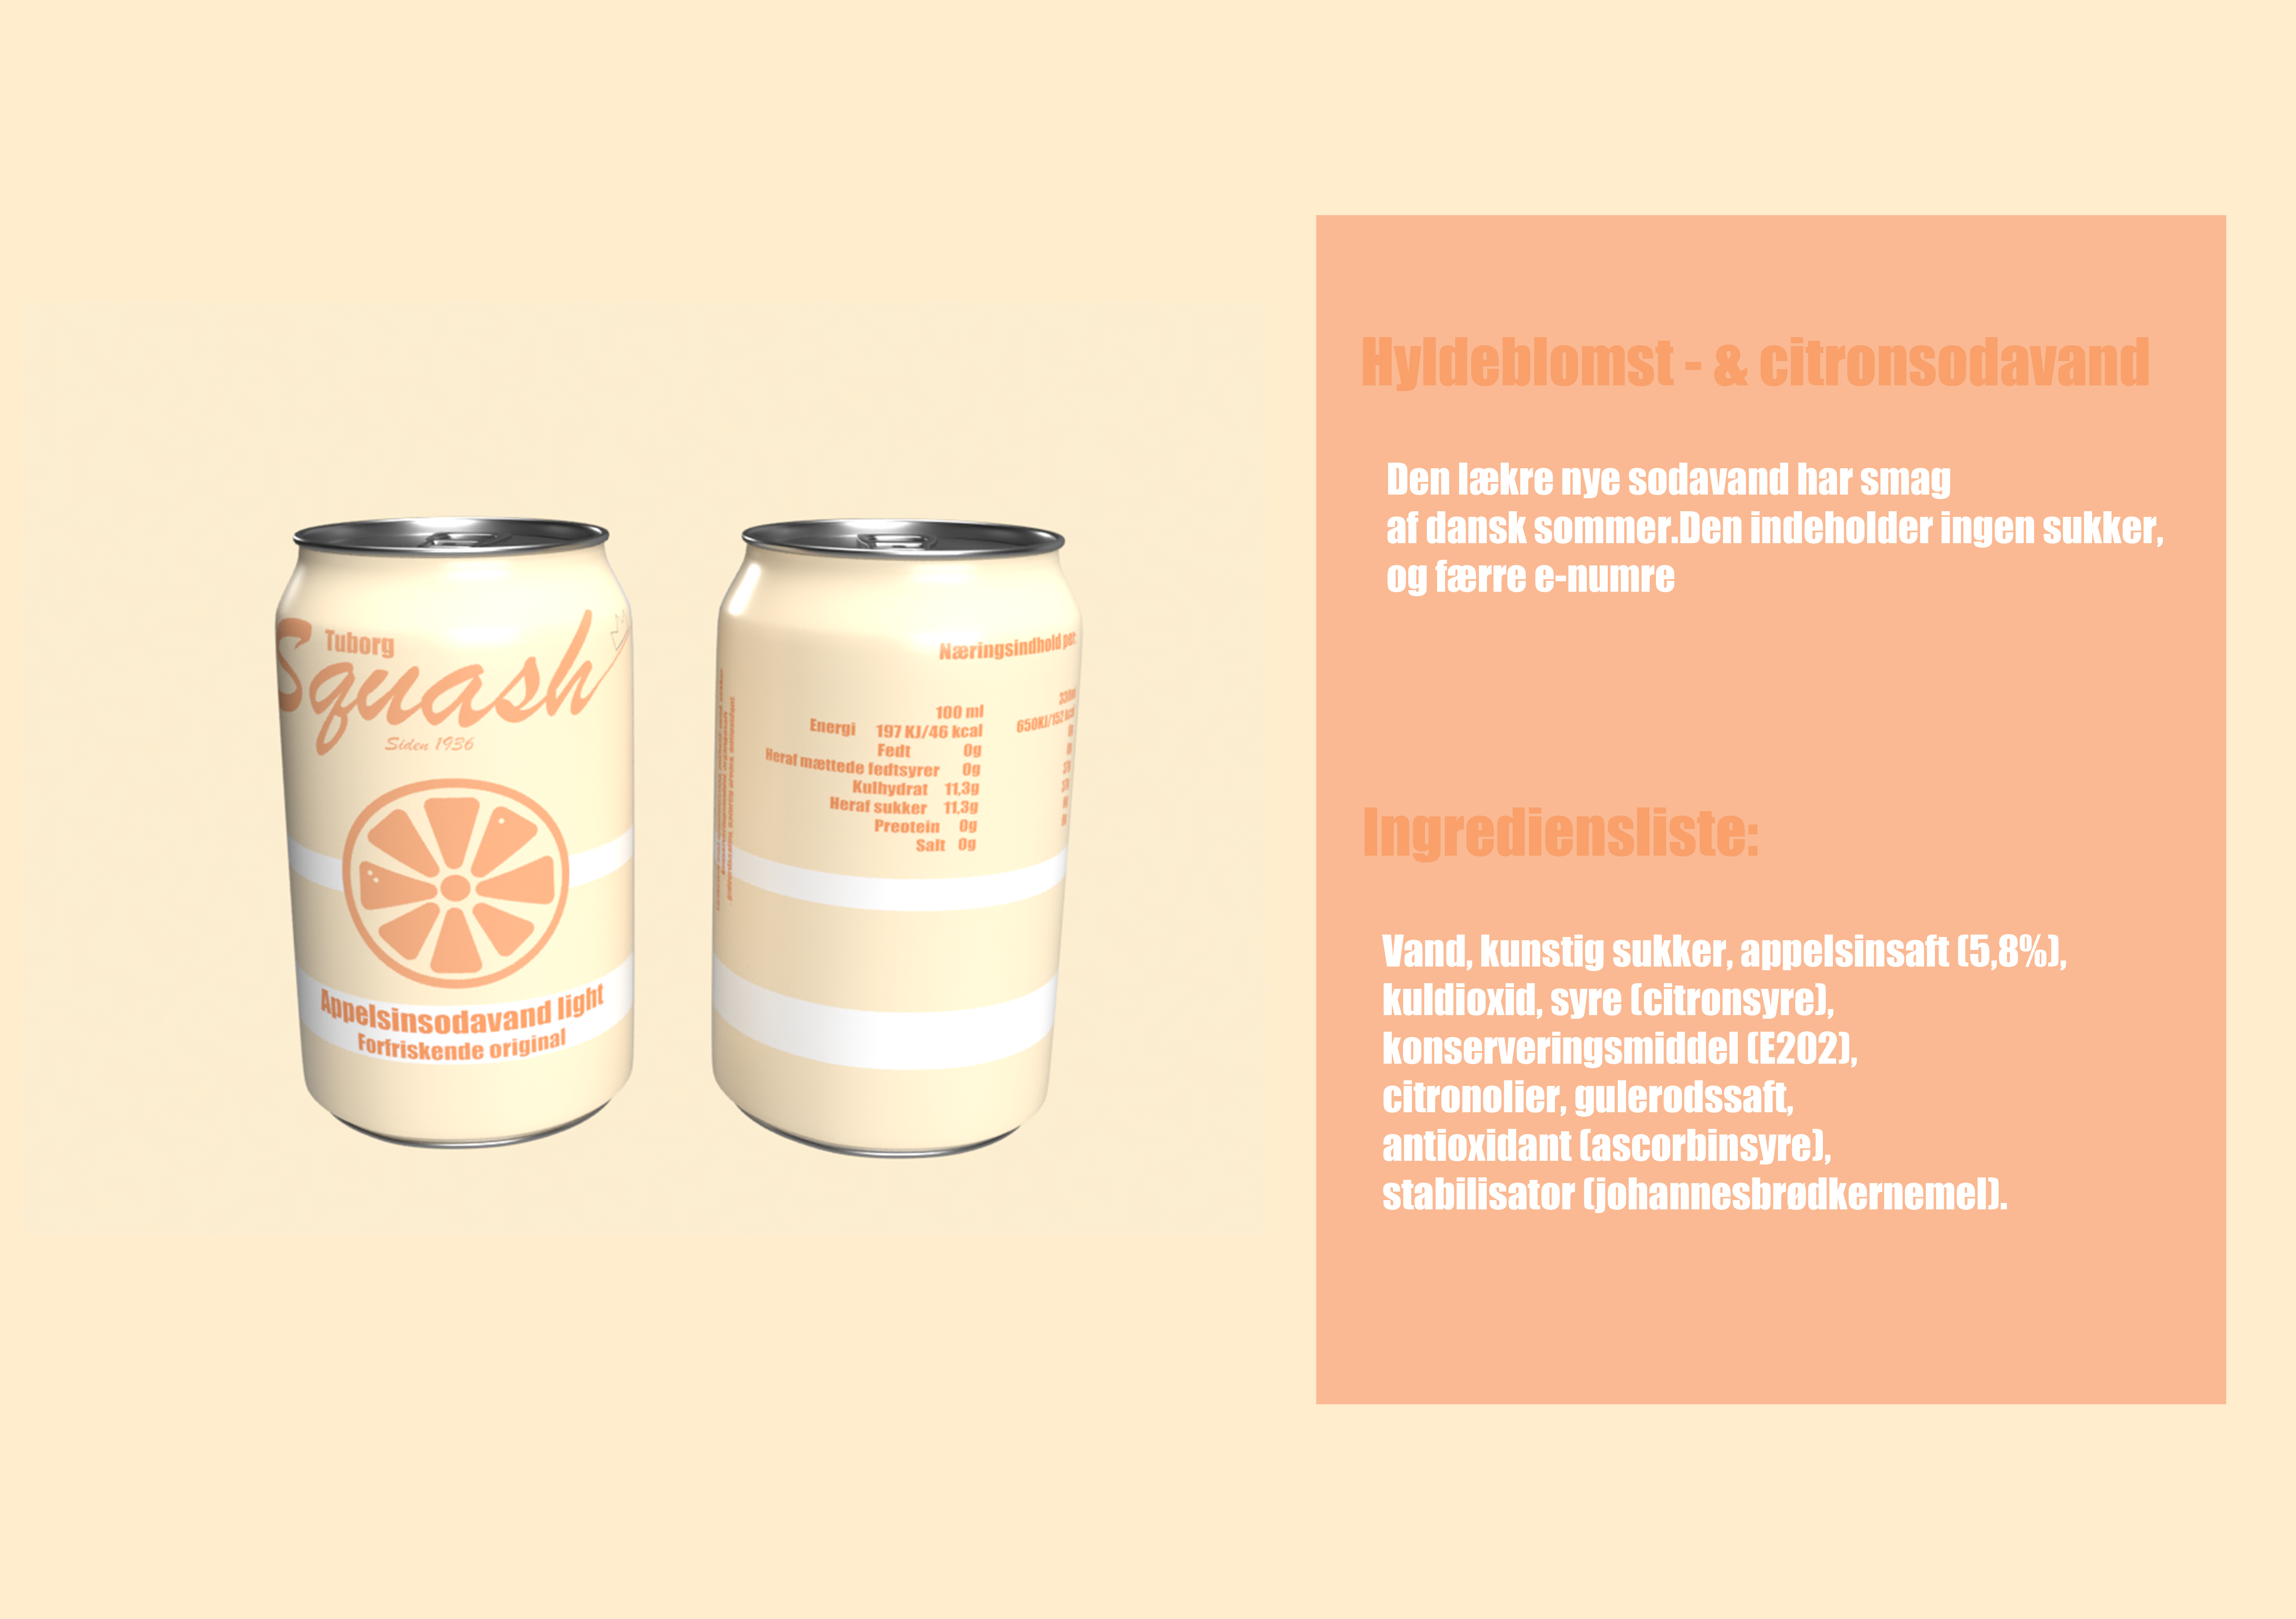 Tuborg
Squash
Siden 1936
Appelsinsodavand light
Forfriskende original
Næringsindhold per
100 ml
Energi 197 KJ/46 kcal 650KJ/152 kcal
Fedt 0g
Heraf mættede fedtsyrer 0g
Kulhydrat 11,3g
Heraf sukker 11,3g
Preotein 0g
Salt 0g
Hyldeblomst - & citronsodavand
Den lækre nye sodavand har smag
af dansk sommer.Den indeholder ingen sukker,
og færre e-numre
Ingrediensliste:
Vand, kunstig sukker, appelsinsaft (5,8%),
kuldioxid, syre (citronsyre),
konserveringsmiddel (E202),
citronolier, gulerodssaft,
antioxidant (ascorbinsyre),
stabilisator (johannesbrødkernemel).